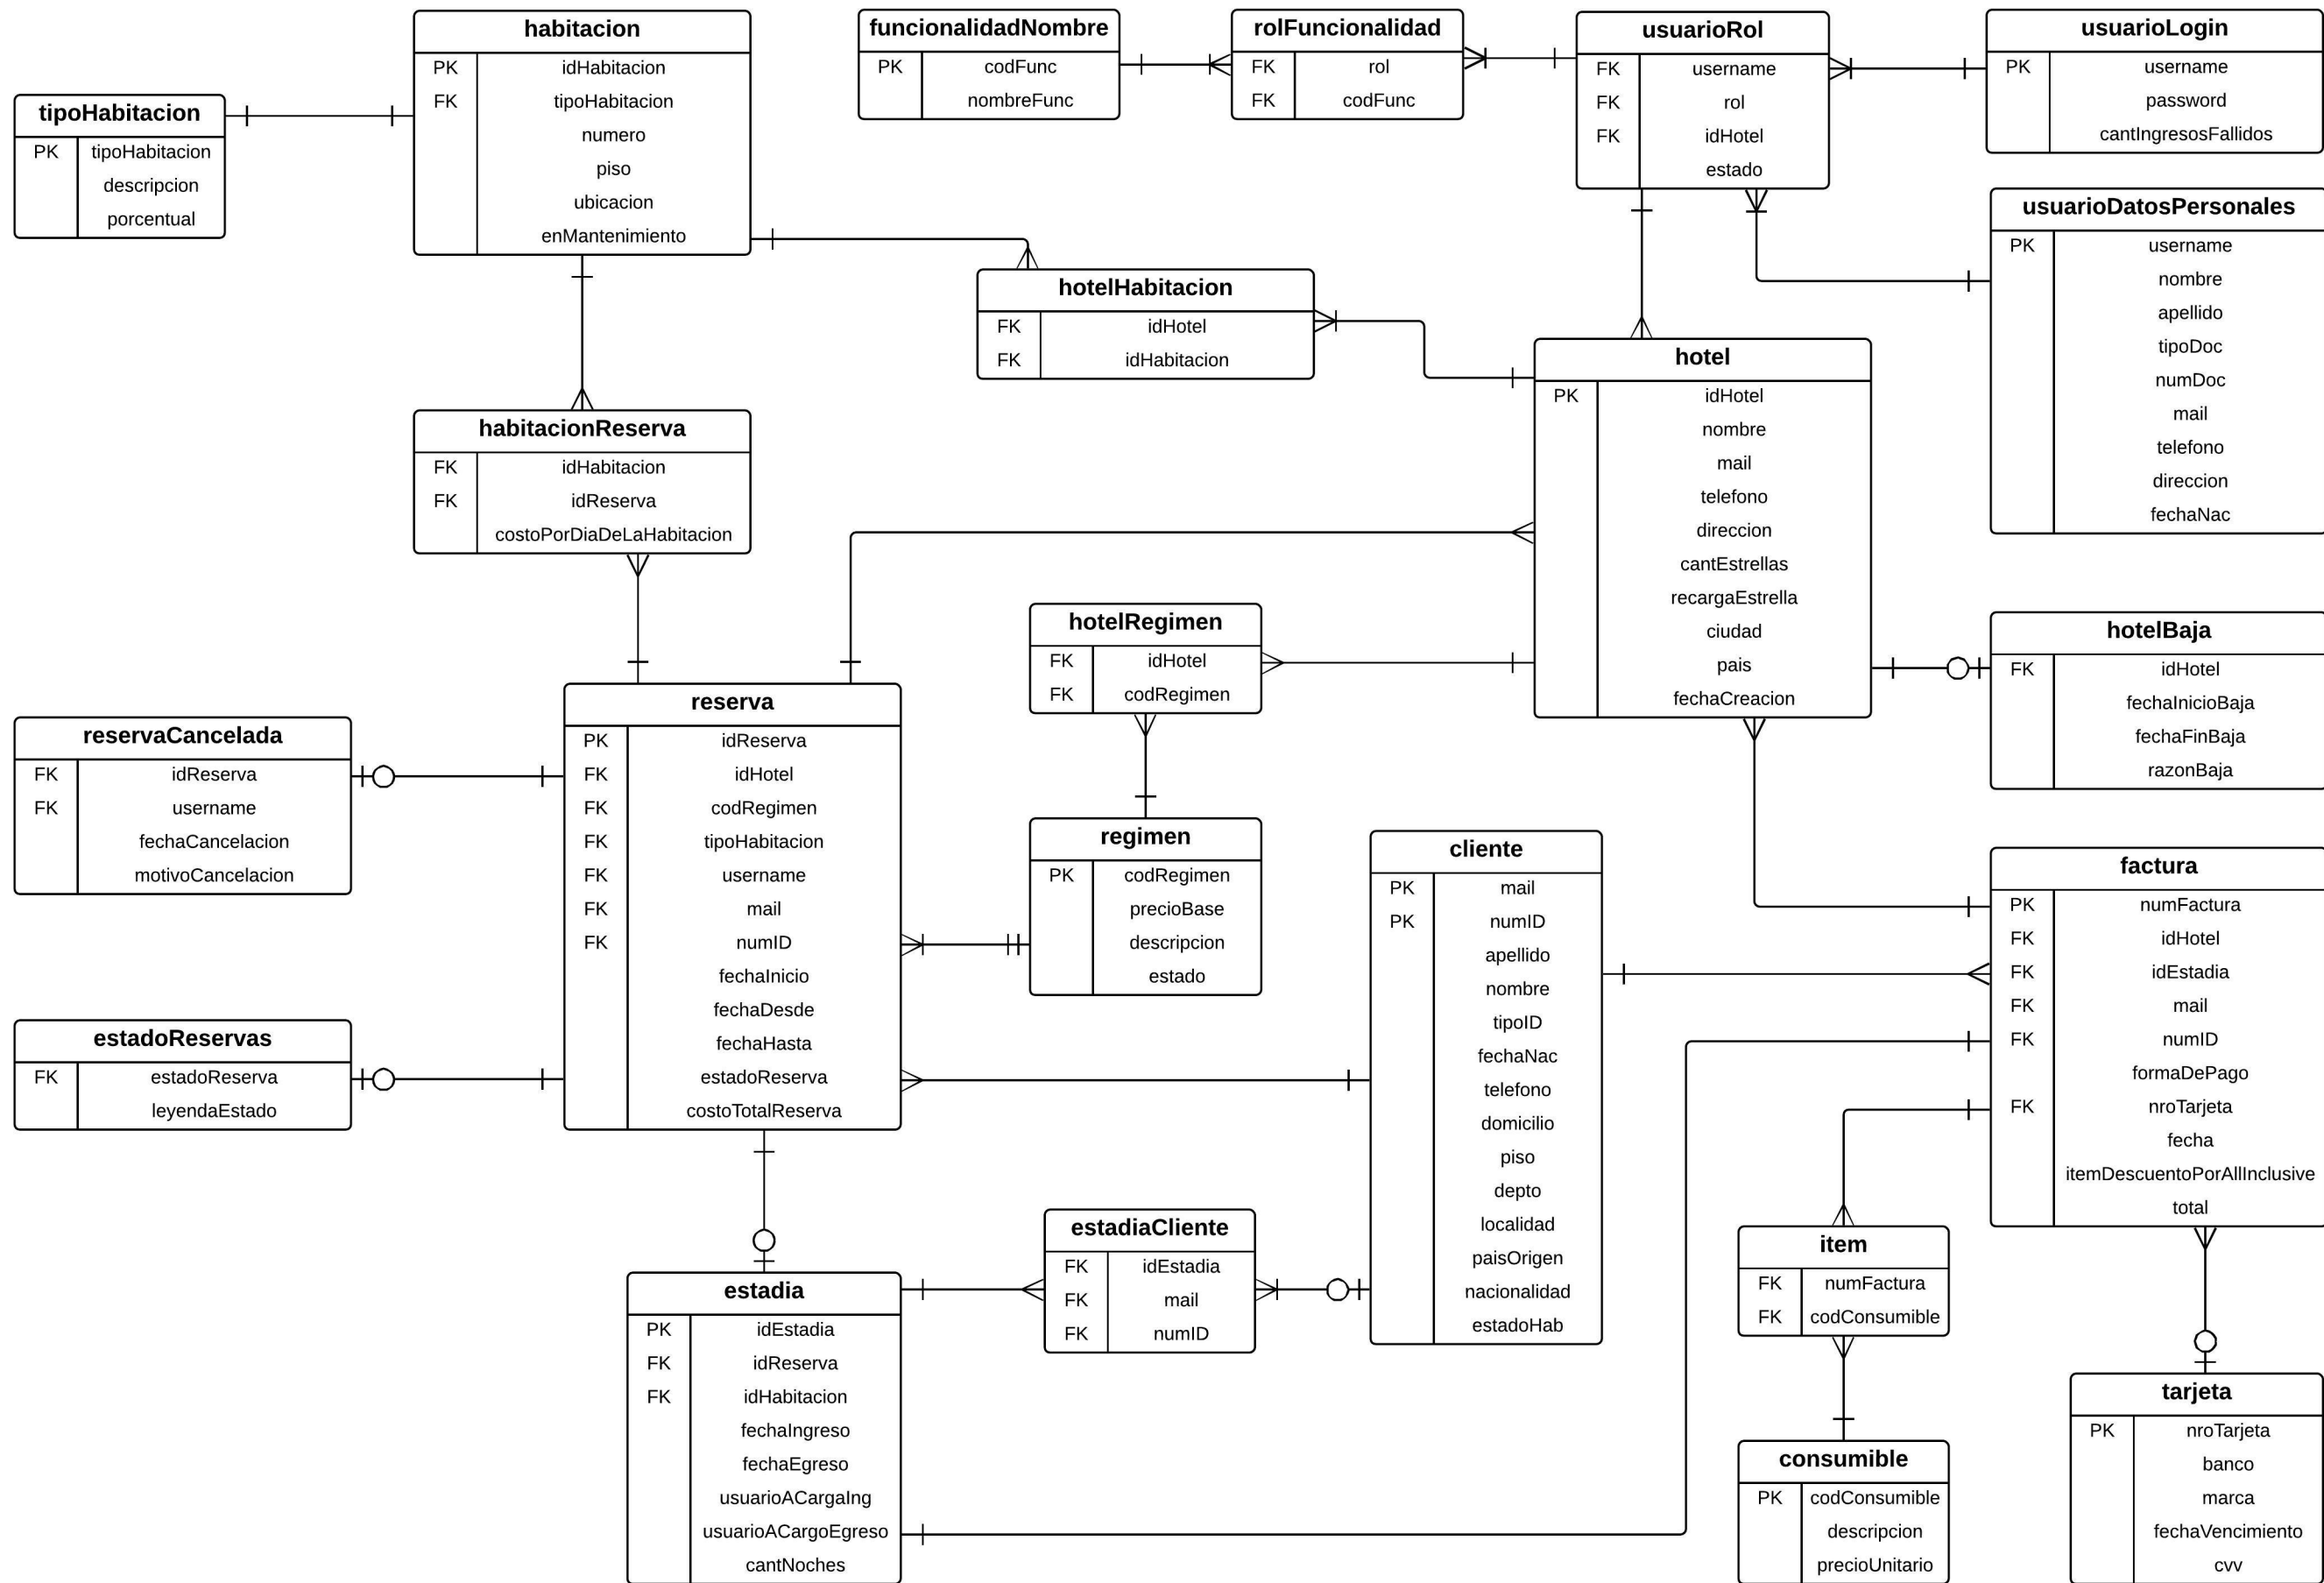 habitacion
PK idHabitacion
FK tipoHabitacion
numero
piso
ubicacion
enMantenimiento
funcionalidadNombre
PK codFunc
nombreFunc
rolFuncionalidad
FK rol
FK codFunc
usuarioRol
FK username
FK rol
FK idHotel
estado
usuarioLogin
PK username
password
cantIngresosFallidos
tipoHabitacion
PK tipoHabitacion
descripcion
porcentual
usuarioDatosPersonales
PK username
nombre
apellido
tipoDoc
numDoc
mail
telefono
direccion
fechaNac
hotelHabitacion
FK idHotel
FK idHabitacion
hotel
PK idHotel
nombre
mail
telefono
direccion
cantEstrellas
recargaEstrella
ciudad
pais
fechaCreacion
habitacionReserva
FK idHabitacion
FK idReserva
costoPorDiaDeLaHabitacion
hotelRegimen
FK idHotel
FK codRegimen
hotelBaja
FK idHotel
fechaInicioBaja
fechaFinBaja
razonBaja
reserva
PK idReserva
FK idHotel
FK codRegimen
FK tipoHabitacion
FK username
FK mail
FK numID
fechaInicio
fechaDesde
fechaHasta
estadoReserva
costoTotalReserva
reservaCancelada
FK idReserva
FK username
fechaCancelacion
motivoCancelacion
regimen
PK codRegimen
precioBase
descripcion
estado
cliente
PK mail
PK numID
apellido
nombre
tipoID
fechaNac
telefono
domicilio
piso
depto
localidad
paisOrigen
nacionalidad
estadoHab
factura
PK numFactura
FK idHotel
FK idEstadia
FK mail
FK numID
formaDePago
FK nroTarjeta
fecha
itemDescuentoPorAllInclusive
total
estadoReservas
FK estadoReserva
leyendaEstado
estadiaCliente
FK idEstadia
FK mail
FK numID
item
FK numFactura
FK codConsumible
estadia
PK idEstadia
FK idReserva
FK idHabitacion
fechaIngreso
fechaEgreso
usuarioACargaIng
usuarioACargoEgreso
cantNoches
tarjeta
PK nroTarjeta
banco
marca
fechaVencimiento
cvv
consumible
PK codConsumible
descripcion
precioUnitario